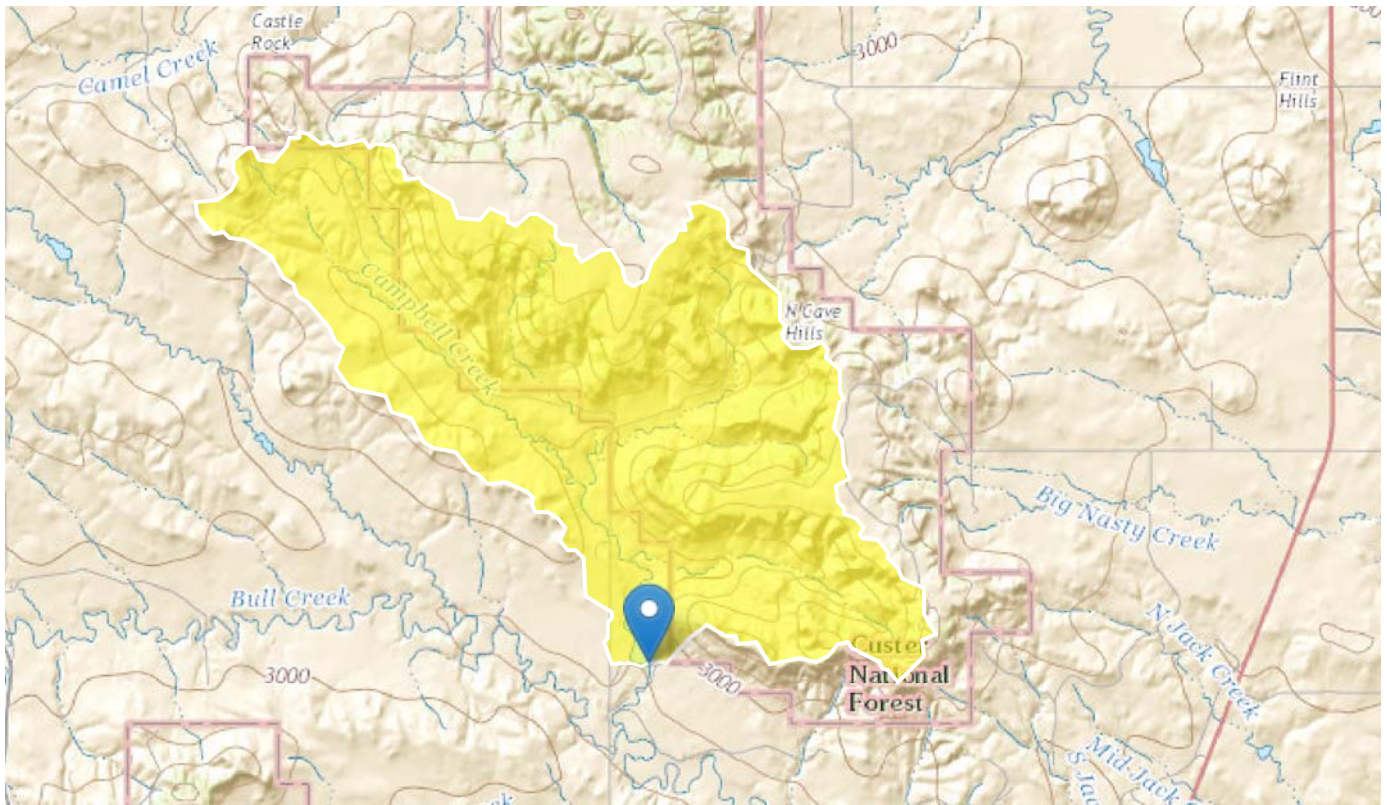 Castle
Rock
Camel Creek
3000
Flint
Hills
Campbell Creek
N Cave
Hills
Big Nasty Creek
Bull Creek
N Jack Creek
3000
3000
Custer
National
Forest
Mid Jack
S Jac